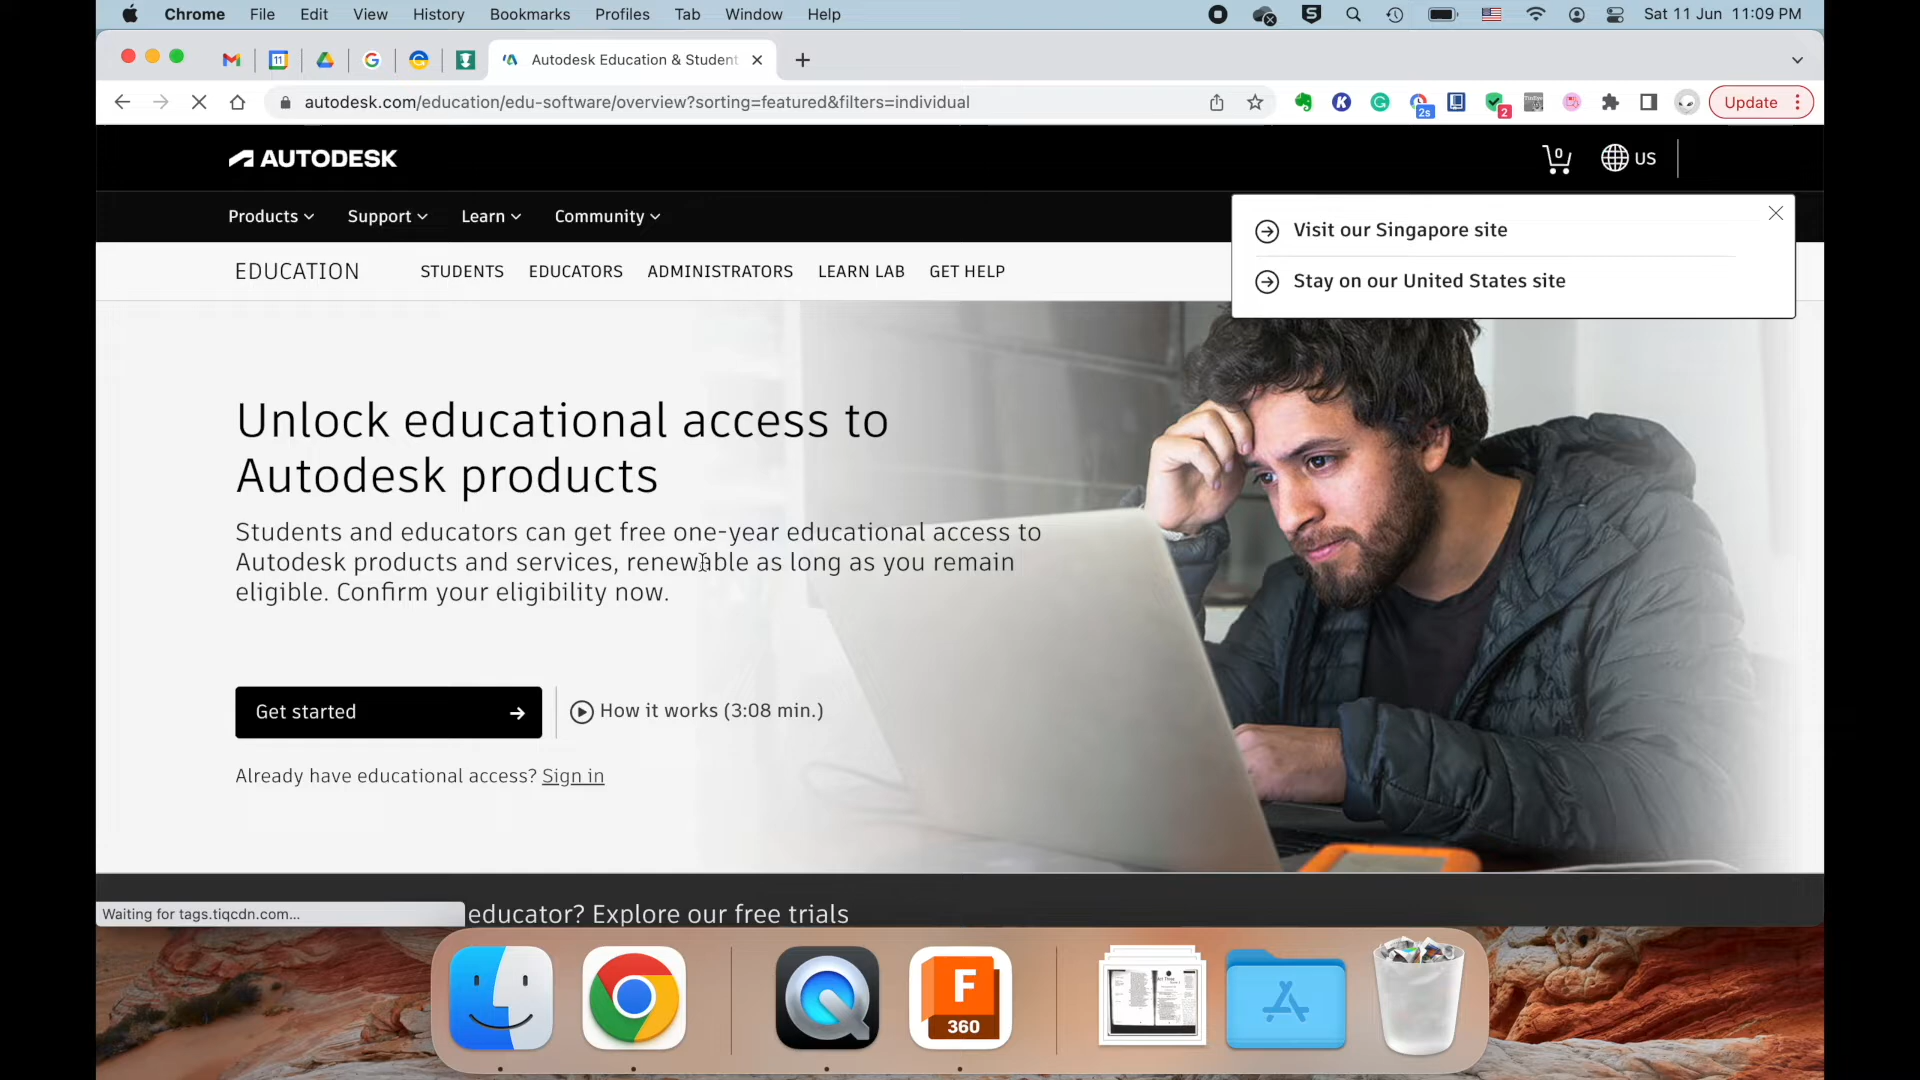 Chrome File Edit View History Bookmarks Profiles Tab Window Help
Sat 11 Jun 11:09 PM
Autodesk Education & Student
autodesk.com/education/edu-software/overview?sorting=featured&filters=individual
2s
2
Update
AUTODESK
0
US
Products Support Learn Community
Visit our Singapore site
Stay on our United States site
EDUCATION STUDENTS EDUCATORS ADMINISTRATORS LEARN LAB GET HELP
Unlock educational access to
Autodesk products
Students and educators can get free one-year educational access to
Autodesk products and services, renewable as long as you remain
eligible. Confirm your eligibility now.
Get started
How it works (3:08 min.)
Already have educational access? Sign in
Waiting for tags.tiqcdn.com...
educator? Explore our free trials
F
360